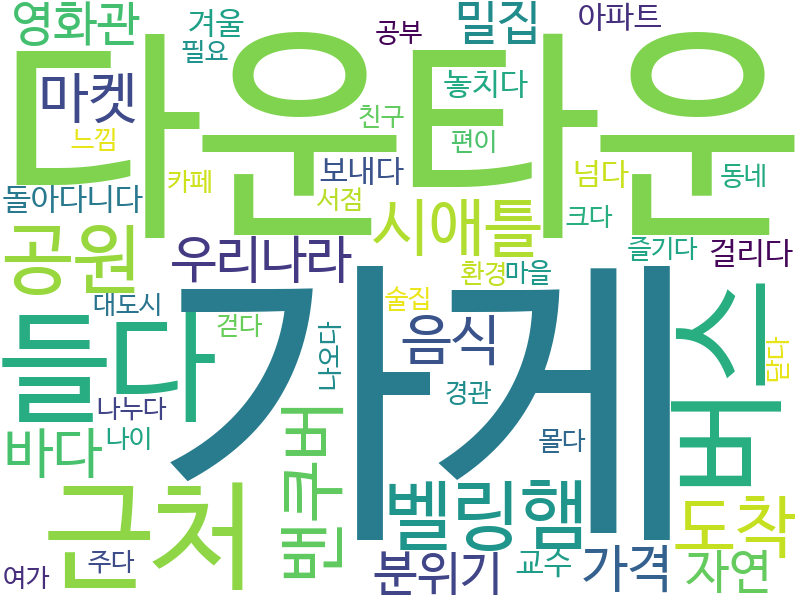 영화관
겨울
필요
공부
밀집
아파트
다운타운
마켓
느낌
놓치다
친구
편이
카페
보내다
서점
넘다
동네
돌아다니다
시애틀
크다
공원
우리나라
즐기다
걸리다
환경
마을
대도시
술집
가게
들다
걷다
나오다
음식
버스
닫다
나누다
경관
바다
나이
몰다
밴쿠버
근처
벨링햄
도착
여가
주다
분위기
교수
가격
자연